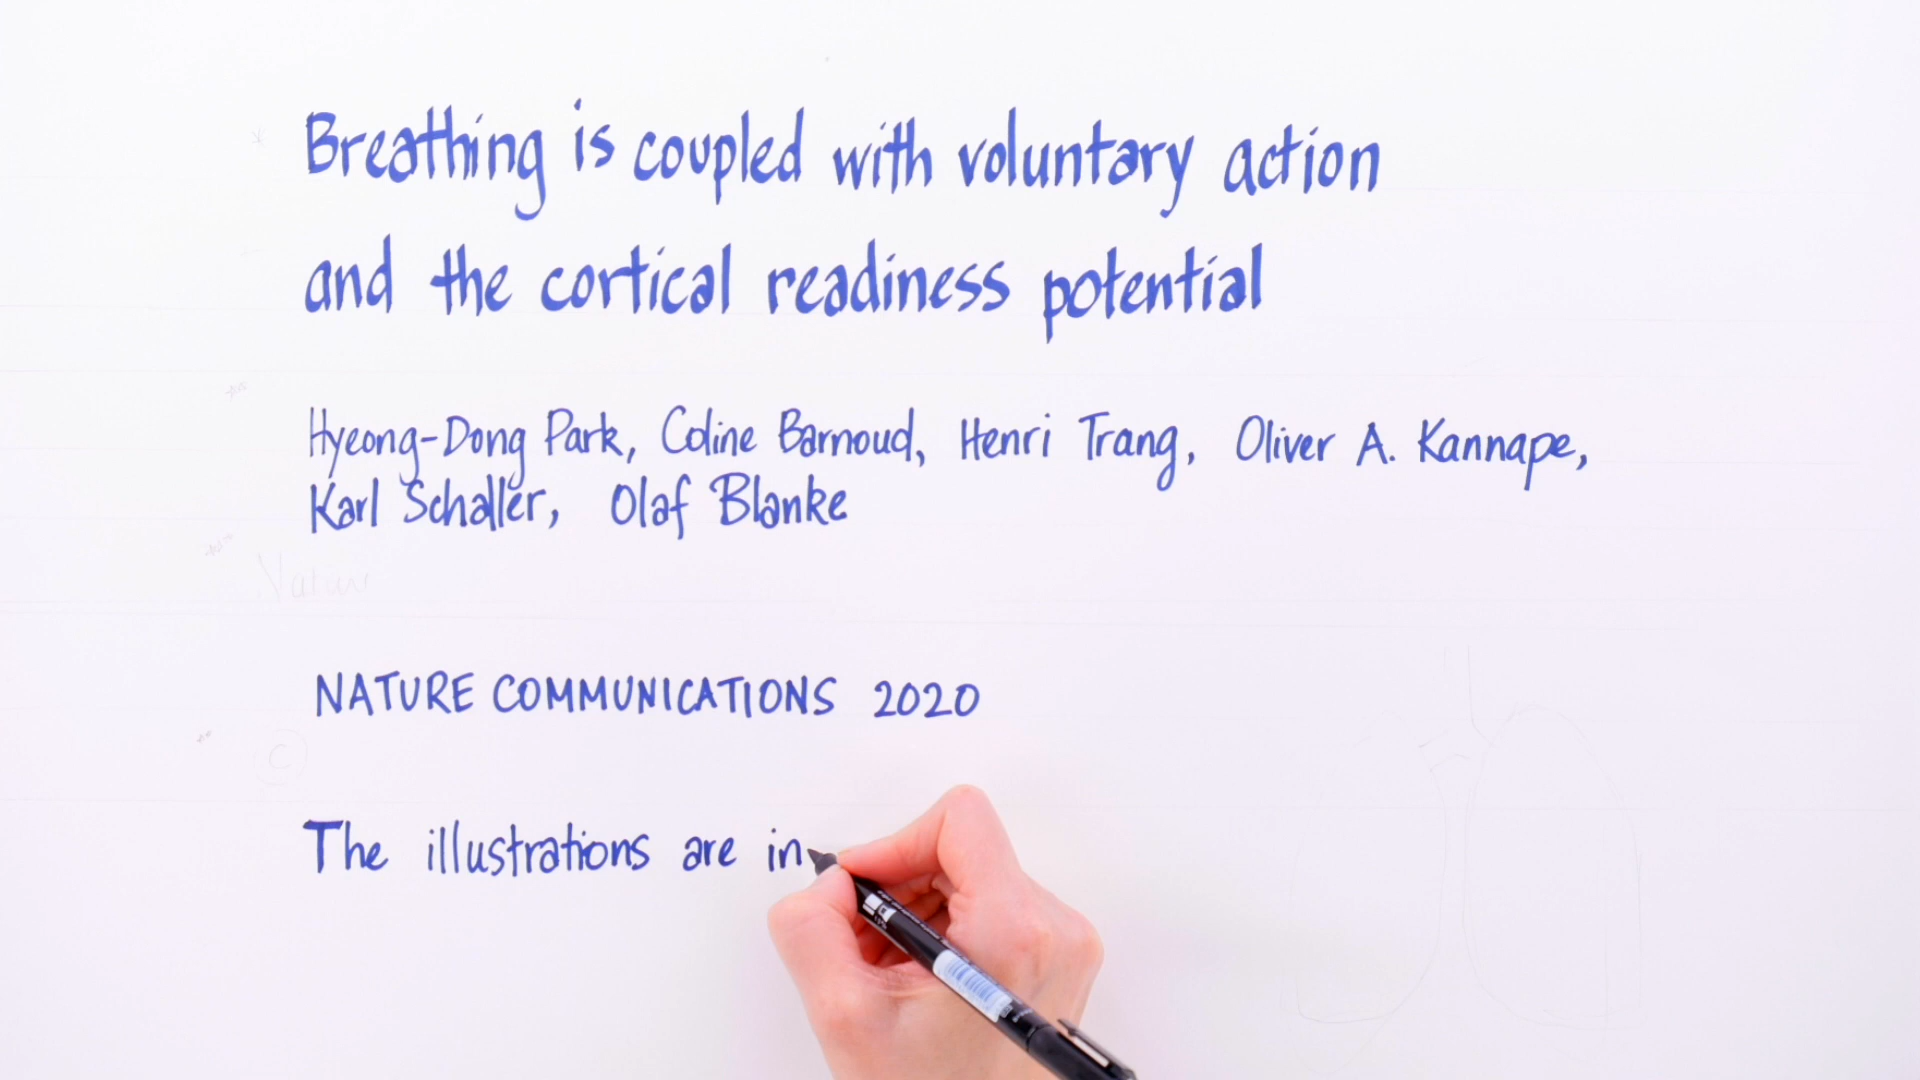 Breathing is coupled with voluntary action
and the cortical readiness potential
Hyeong-Dong Park, Coline Barnoud, Henri Trang, Oliver A. Kannape,
Karl Schaller, Olaf Blanke
NATURE COMMUNICATIONS 2020
The illustrations are in